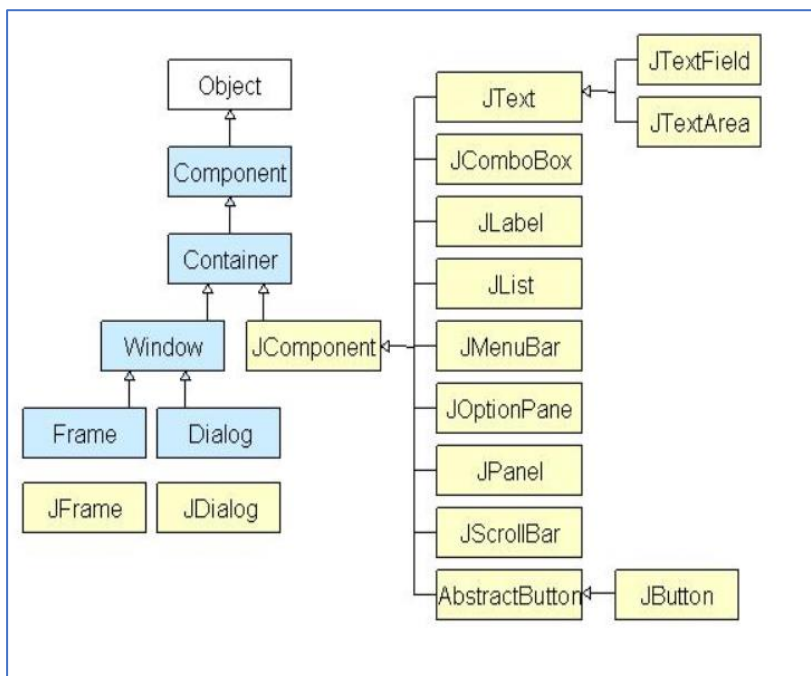 Object
Component
Container
Window
JComponent
Frame
Dialog
JFrame
JDialog
JText
JComboBox
JLabel
JList
JMenuBar
JOptionPane
JPanel
JScrollBar
AbstractButton
JTextField
JTextArea
JButton